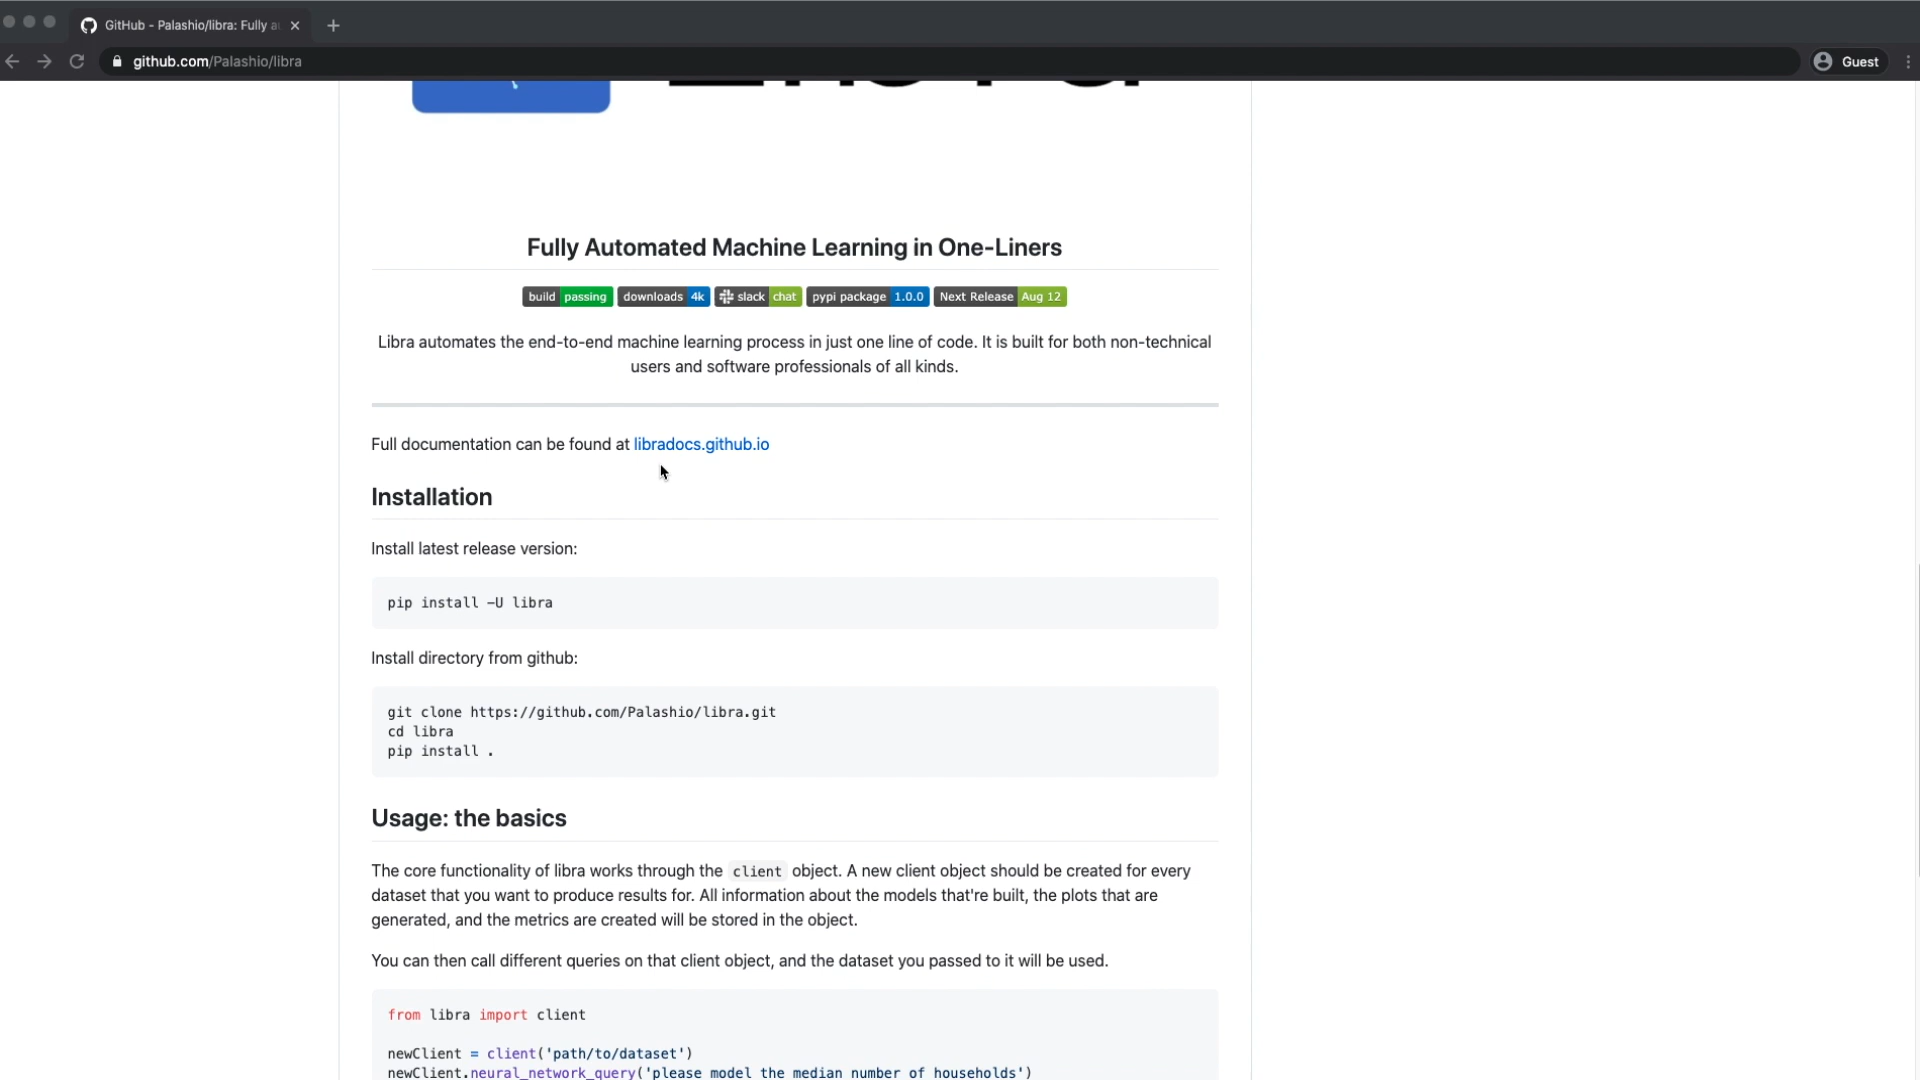 GitHub - Palashio/libra: Fully a
github.com/Palashio/libra
Guest
Fully Automated Machine Learning in One-Liners
build passing downloads 4k slack chat pypi package 1.0.0 Next Release Aug 12
Libra automates the end-to-end machine learning process in just one line of code. It is built for both non-technical
users and software professionals of all kinds.
Full documentation can be found at libradocs.github.io
Installation
Install latest release version:
pip install -U libra
Install directory from github:
git clone https://github.com/Palashio/libra.git
cd libra
pip install .
Usage: the basics
The core functionality of libra works through the client object. A new client object should be created for every
dataset that you want to produce results for. All information about the models that're built, the plots that are
generated, and the metrics are created will be stored in the object.
You can then call different queries on that client object, and the dataset you passed to it will be used.
from libra import client
newClient = client('path/to/dataset')
newClient.neural_network_query('please model the median number of households')